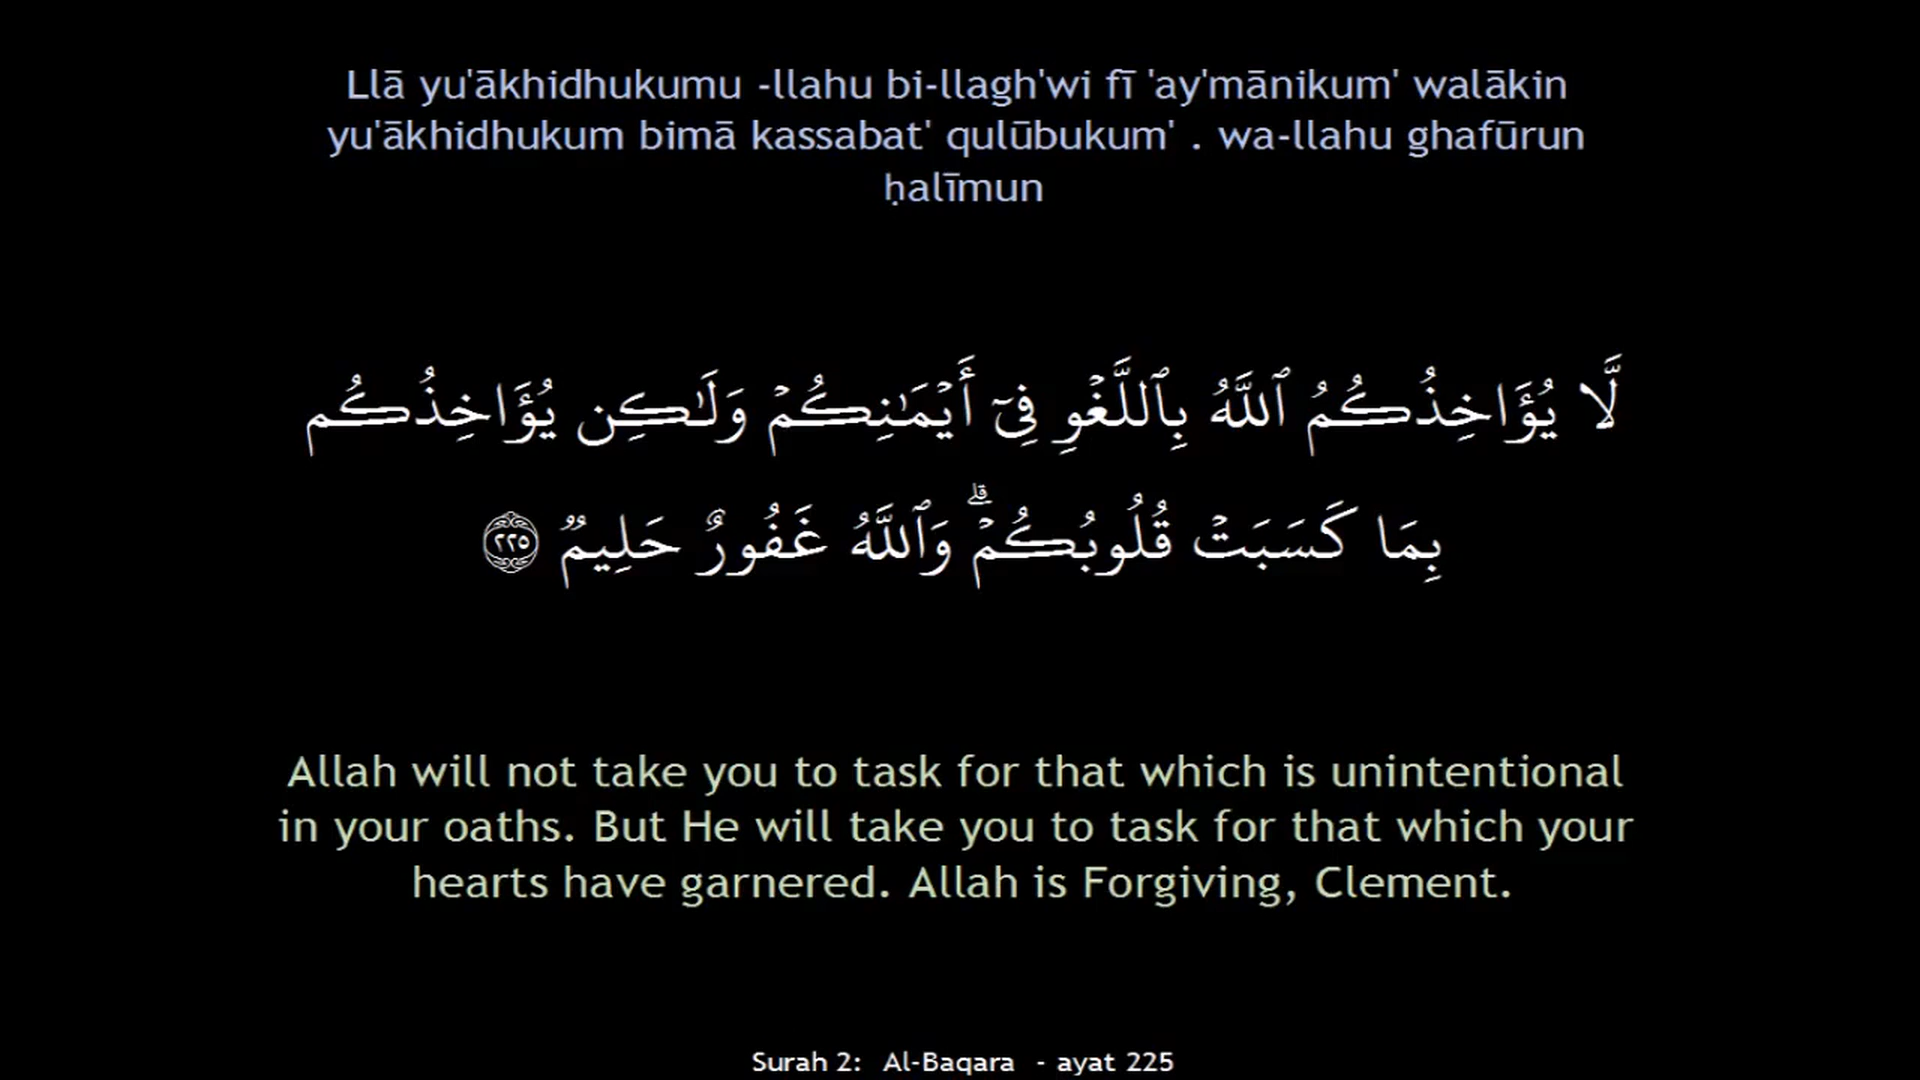 Llā yu'ākhidhukumu -llahu bi-llagh'wi fī 'ay'mānikum' walākin
yu'ākhidhukum bimā kassabat' qulūbukum' . wa-llahu ghafūrun
ḥalīmun
لَّا يُؤَاخِذُكُمُ ٱللَّهُ بِٱللَّغْوِ فِىٓ أَيْمَـٰنِكُمْ وَلَـٰكِن يُؤَاخِذُكُم
بِمَا كَسَبَتْ قُلُوبُكُمْ ۗ وَٱللَّهُ غَفُورٌ حَلِيمٌ ٢٢٥
Allah will not take you to task for that which is unintentional
in your oaths. But He will take you to task for that which your
hearts have garnered. Allah is Forgiving, Clement.
Surah 2: Al-Baqara - ayat 225